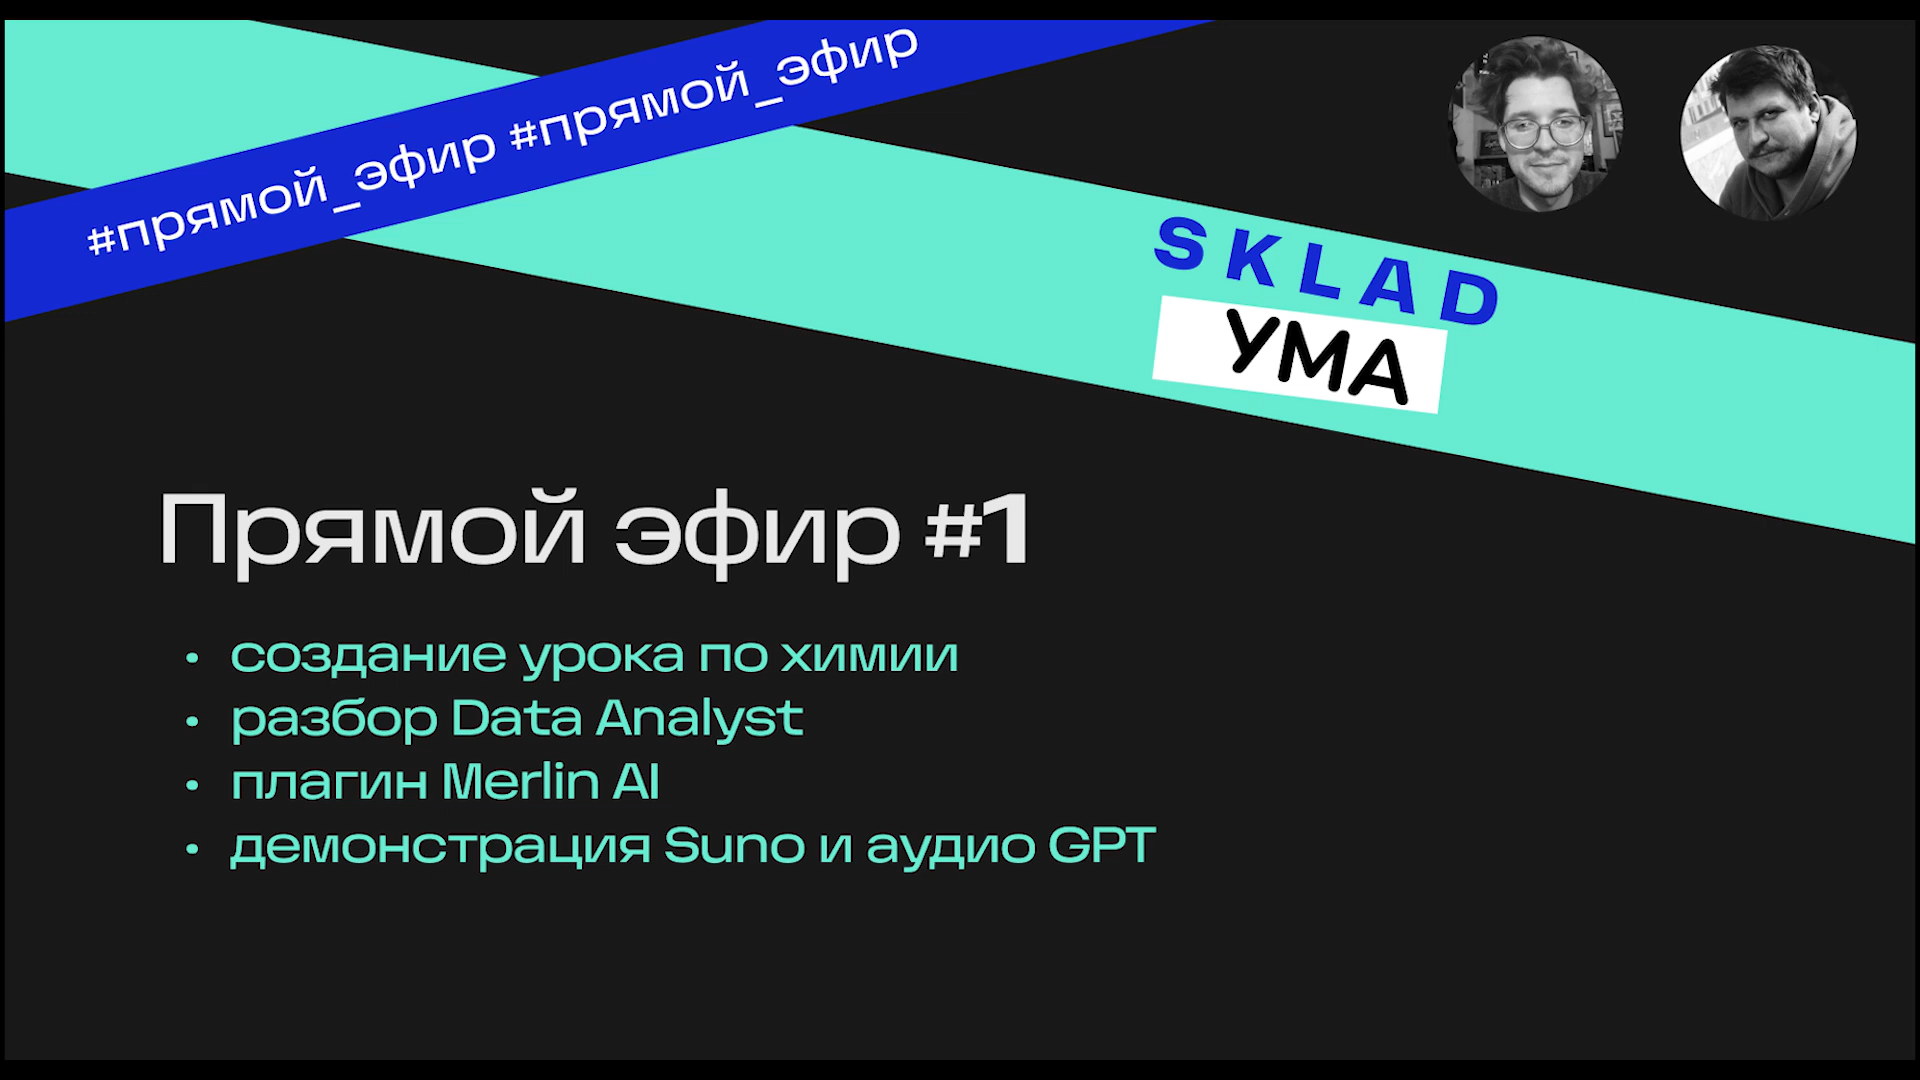 #прямой_эфир #прямой_эфир
SKLAD
УМА
Прямой эфир #1
• создание урока по химии
• разбор Data Analyst
• плагин Merlin AI
• демонстрация Suno и аудио GPT